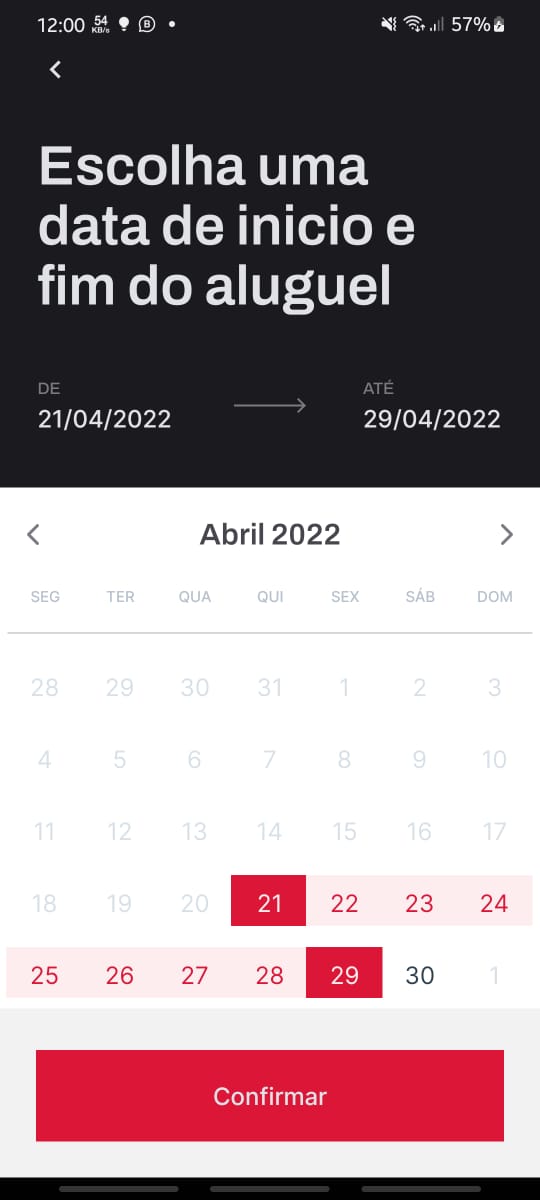 12:00 54 KB/s B 57%
Escolha uma
data de inicio e
fim do aluguel
DE ATÉ
21/04/2022 29/04/2022
Abril 2022
SEG TER QUA QUI SEX SÁB DOM
28 29 30 31 1 2 3
4 5 6 7 8 9 10
11 12 13 14 15 16 17
18 19 20 21 22 23 24
25 26 27 28 29 30 1
Confirmar